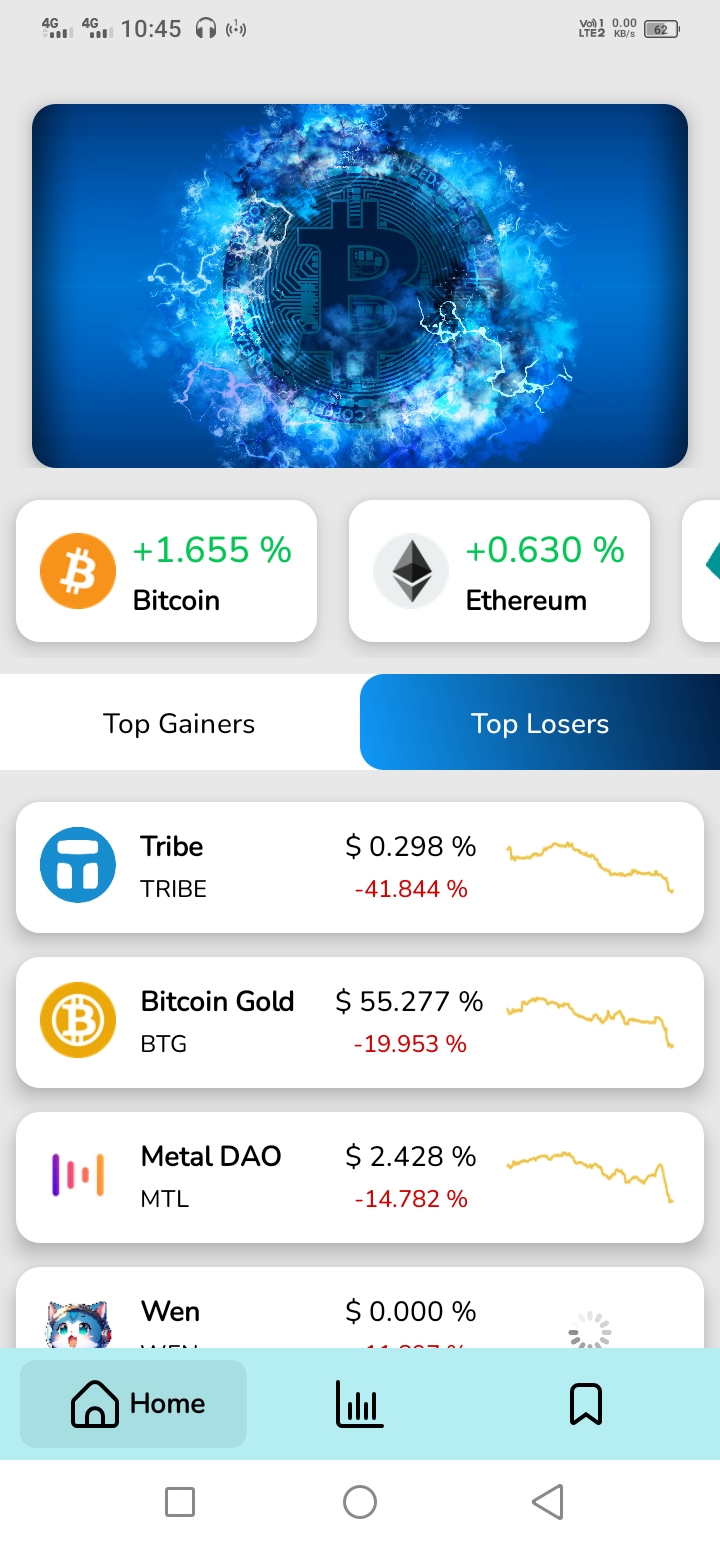 4G 4G 10:45 Vo)) 1 LTE2 0.00 KB/s 62
+1.655 %
Bitcoin
+0.630 %
Ethereum
Top Gainers
Top Losers
Tribe
TRIBE
$ 0.298 %
-41.844 %
Bitcoin Gold
BTG
$ 55.277 %
-19.953 %
Metal DAO
MTL
$ 2.428 %
-14.782 %
Wen
WEN
$ 0.000 %
Home